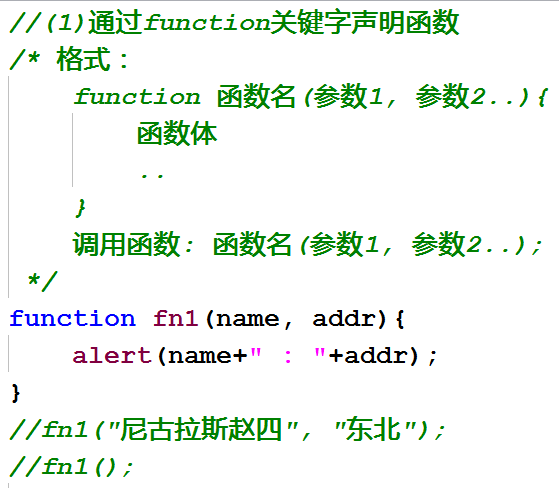 //(1)通过function关键字声明函数
/* 格式：
function 函数名(参数1, 参数2..){
函数体
..
}
调用函数: 函数名(参数1, 参数2..);
*/
function fn1(name, addr){
alert(name+" : "+addr);
}
//fn1("尼古拉斯赵四", "东北");
//fn1();